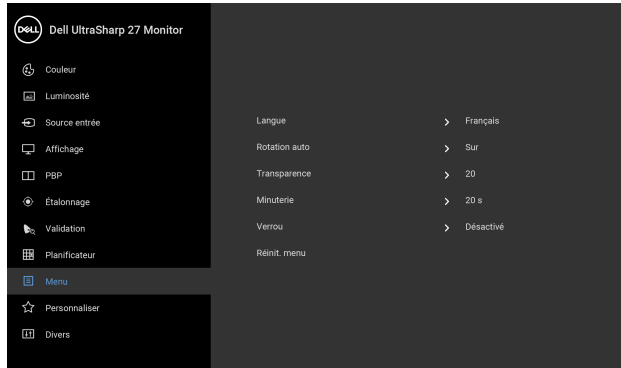 DELL Dell UltraSharp 27 Monitor
Couleur
Luminosité
Source entrée
Affichage
PBP
Étalonnage
Validation
Planificateur
Menu
Personnaliser
Divers
Langue Français
Rotation auto Sur
Transparence 20
Minuterie 20 s
Verrou Désactivé
Réinit. menu